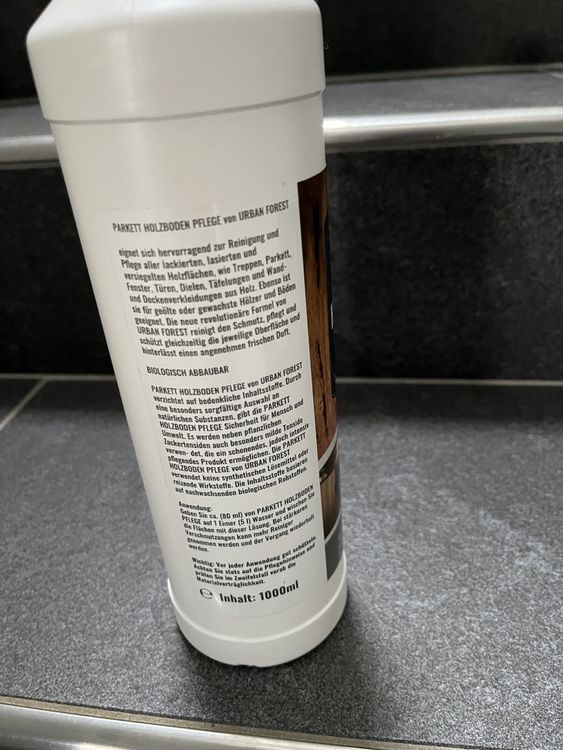 PARKETT HOLZBODEN PFLEGE von URBAN FOREST
eignet sich hervorragend zur Reinigung und
Pflege aller lackierten, lasierten und
versiegelten Holzflächen, wie Treppen, Parkett,
Fenster, Türen, Dielen, Täfelungen und Wand-
und Deckenverkleidungen aus Holz. Ebenso ist
sie für geölte oder gewachste Hölzer und Böden
geeignet. Die neue revolutionäre Formel von
URBAN FOREST reinigt den Schmutz, pflegt und
schützt gleichzeitig die jeweilige Oberfläche und
hinterlässt einen angenehmen frischen Duft.
BIOLOGISCH ABBAUBAR
PARKETT HOLZBODEN PFLEGE von URBAN FOREST
verzichtet auf bedenkliche Inhaltsstoffe. Durch
eine besonders sorgfältige Auswahl an
natürlichen Substanzen, gibt die PARKETT
HOLZBODEN PFLEGE Sicherheit für Mensch und
Umwelt. Es werden neben pflanzlichen
Zuckertensiden auch besonders milde Tenside
verwen- det, die ein schonendes, jedoch intensiv
pflegendes Produkt ermöglichen. Die PARKETT
HOLZBODEN PFLEGE von URBAN FOREST
verwendet keine synthetischen Lösemittel oder
reizende Wirkstoffe. Die Inhaltsstoffe basieren
auf nachwachsenden biologischen Rohstoffen.
Anwendung:
Geben Sie ca. (80 ml) von PARKETT HOLZBODEN
PFLEGE auf 1 Eimer (5 l) Wasser und wischen Sie
die Flächen mit dieser Lösung. Bei stärkeren
Verschmutzungen kann mehr Reiniger
genommen werden und der Vorgang wiederholt
werden.
Wichtig: Vor jeder Anwendung gut schütteln.
Achten Sie stets auf die Pflegehinweise und
prüfen Sie im Zweifelsfall vorab die
Materialverträglichkeit.
℮ Inhalt: 1000ml